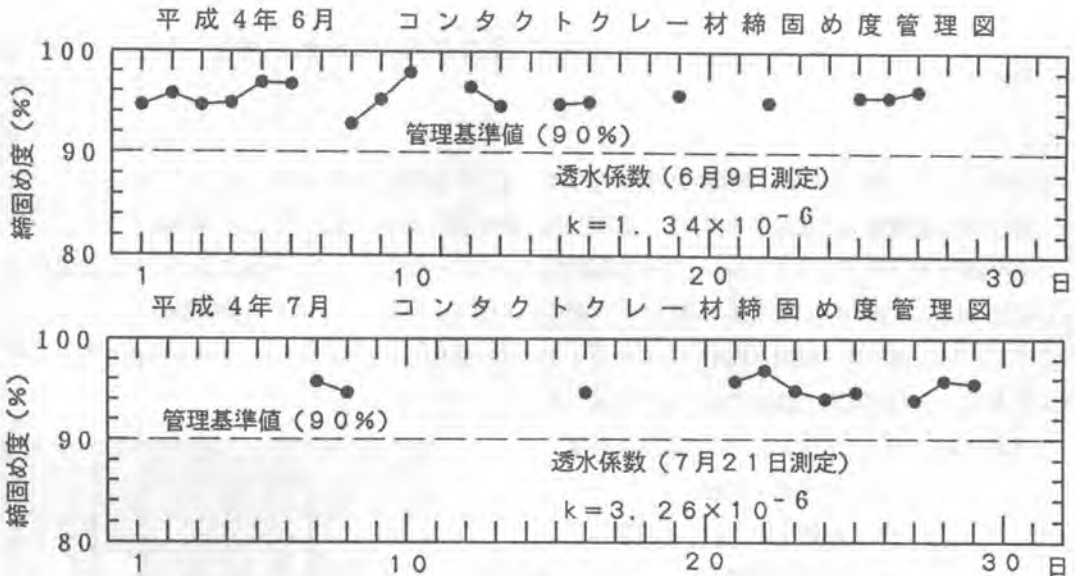 平成4年6月 コンタクトクレー材締固め度管理図
100
90
80
締固め度(%)
管理基準値(90%)
透水係数(6月9日測定)
k=1.34×10⁻⁶
1 10 20 30 日
平成4年7月 コンタクトクレー材締固め度管理図
100
90
80
締固め度(%)
管理基準値(90%)
透水係数(7月21日測定)
k=3.26×10⁻⁶
1 10 20 30 日